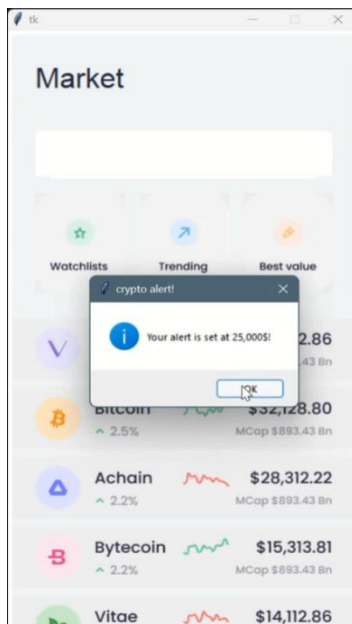 tk
Market
Watchlists Trending Best value
crypto alert!
Your alert is set at 25,000$!
OK
2.86
.43 Bn
Bitcoin $32,128.80
2.5% MCap $893.43 Bn
Achain $28,312.22
2.2% MCap $893.43 Bn
Bytecoin $15,313.81
2.2% MCap $893.43 Bn
Vitae $14,112.86